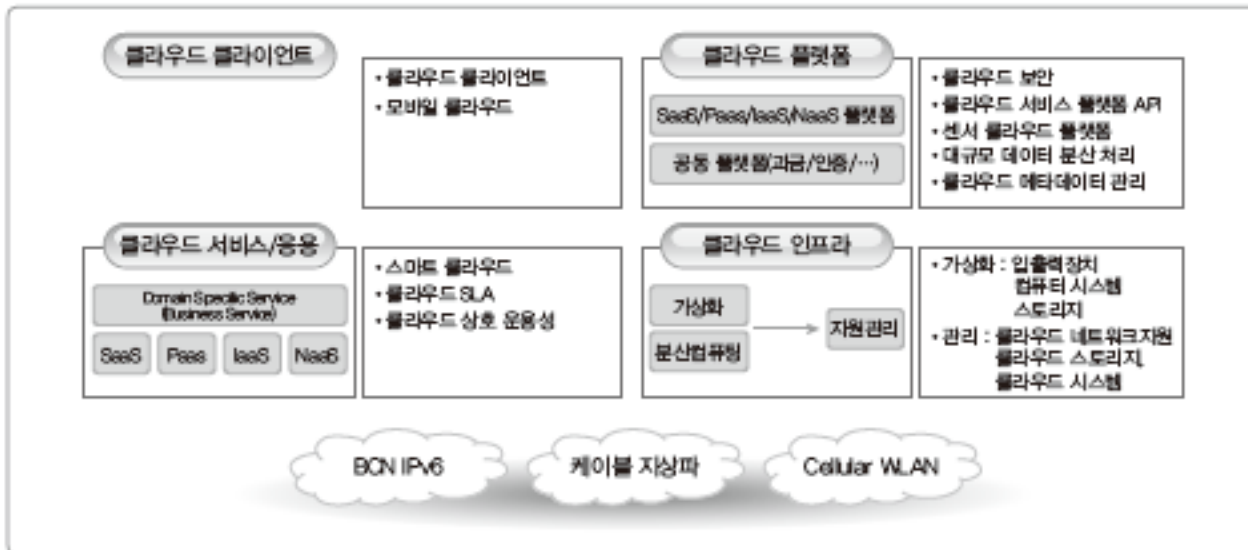 클라우드 클라이언트
• 클라우드 클라이언트
• 모바일 클라우드
클라우드 플랫폼
SaaS/Paas/IaaS/NaaS 플랫폼
공통 플랫폼(과금/인증/…)
• 클라우드 보안
• 클라우드 서비스 플랫폼 API
• 센서 클라우드 플랫폼
• 대규모 데이터 분산 처리
• 클라우드 메타데이터 관리
클라우드 서비스/응용
Domain Specific Service
(Business Service)
SaaS
Paas
IaaS
NaaS
• 스마트 클라우드
• 클라우드 SLA
• 클라우드 상호 운용성
클라우드 인프라
가상화
분산컴퓨팅
자원관리
• 가상화 : 입출력장치
컴퓨터 시스템
스토리지
• 관리 : 클라우드 네트워크자원
클라우드 스토리지,
클라우드 시스템
BCN IPv6
케이블 지상파
Cellular WLAN